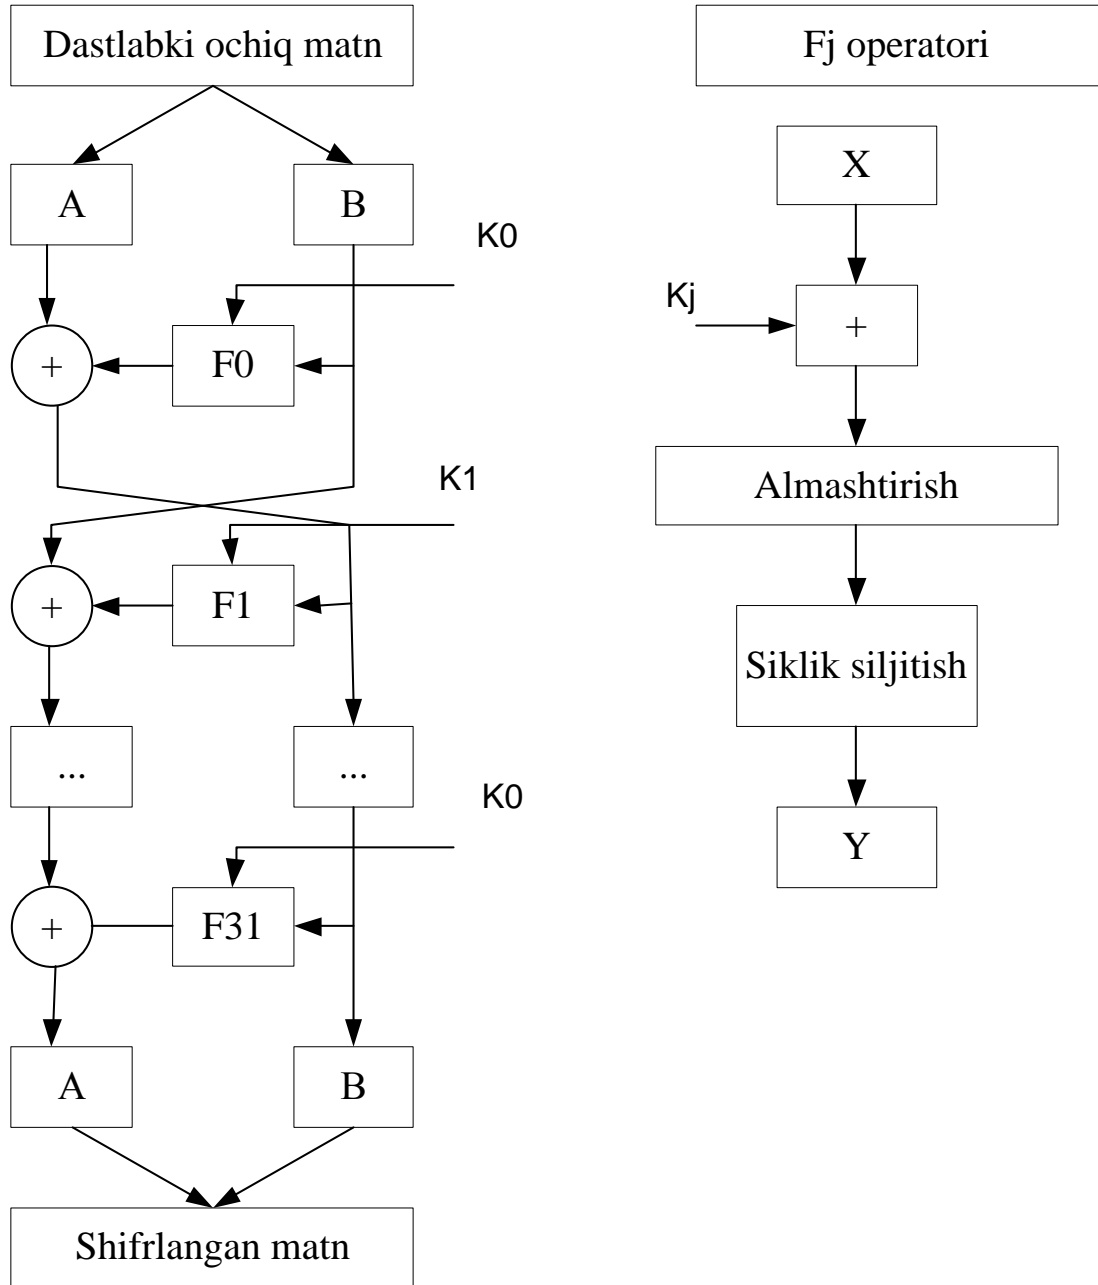 Dastlabki ochiq matn
A
B
K0
+
F0
K1
+
F1
...
...
K0
+
F31
A
B
Shifrlangan matn
Fj operatori
X
Kj
+
Almashtirish
Siklik siljitish
Y